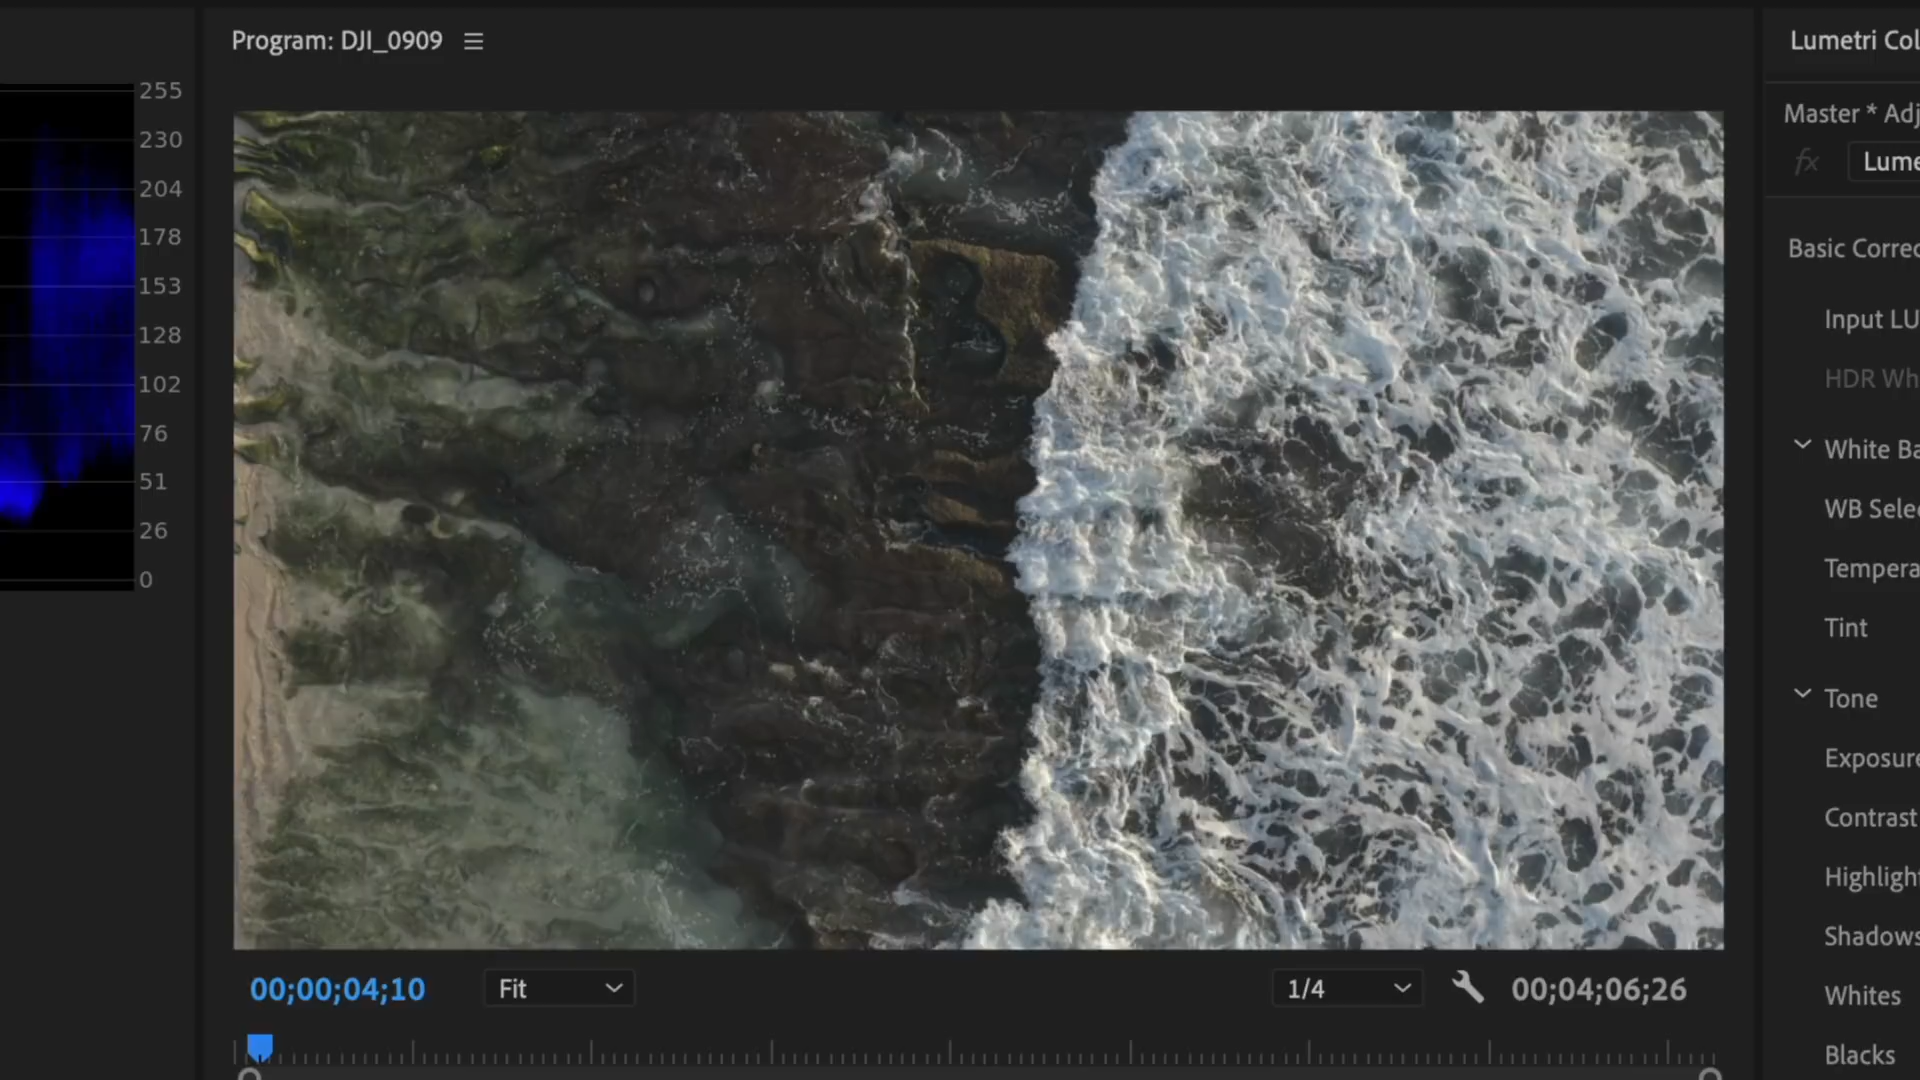 Program: DJI_0909
Lumetri Col
255
230
204
178
153
128
102
76
51
26
0
Master * Adj
fx Lume
Basic Correc
Input LU
HDR Wh
White Ba
WB Sele
Tempera
Tint
Tone
Exposure
Contrast
Highligh
Shadows
Whites
Blacks
00;00;04;10 Fit 1/4 00;04;06;26